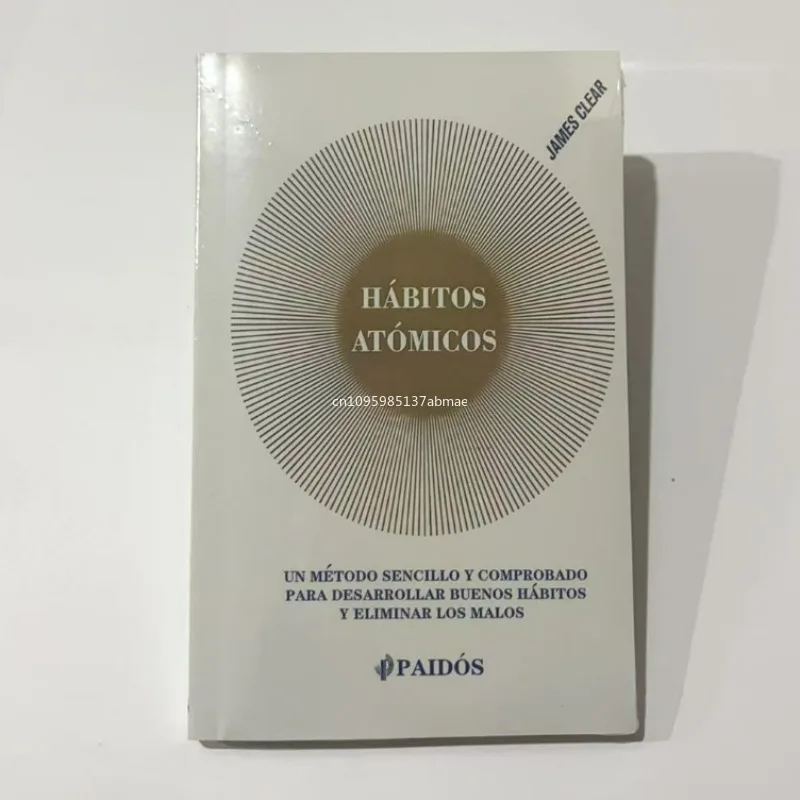 JAMES CLEAR
HÁBITOS
ATÓMICOS
cn1095985137abmae
UN MÉTODO SENCILLO Y COMPROBADO
PARA DESARROLLAR BUENOS HÁBITOS
Y ELIMINAR LOS MALOS
PAIDÓS